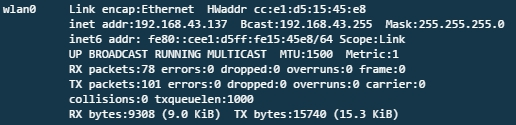 wlan0 Link encap:Ethernet HWaddr cc:e1:d5:15:45:e8
inet addr:192.168.43.137 Bcast:192.168.43.255 Mask:255.255.255.0
inet6 addr: fe80::cee1:d5ff:fe15:45e8/64 Scope:Link
UP BROADCAST RUNNING MULTICAST MTU:1500 Metric:1
RX packets:78 errors:0 dropped:0 overruns:0 frame:0
TX packets:101 errors:0 dropped:0 overruns:0 carrier:0
collisions:0 txqueuelen:1000
RX bytes:9308 (9.0 KiB) TX bytes:15740 (15.3 KiB)